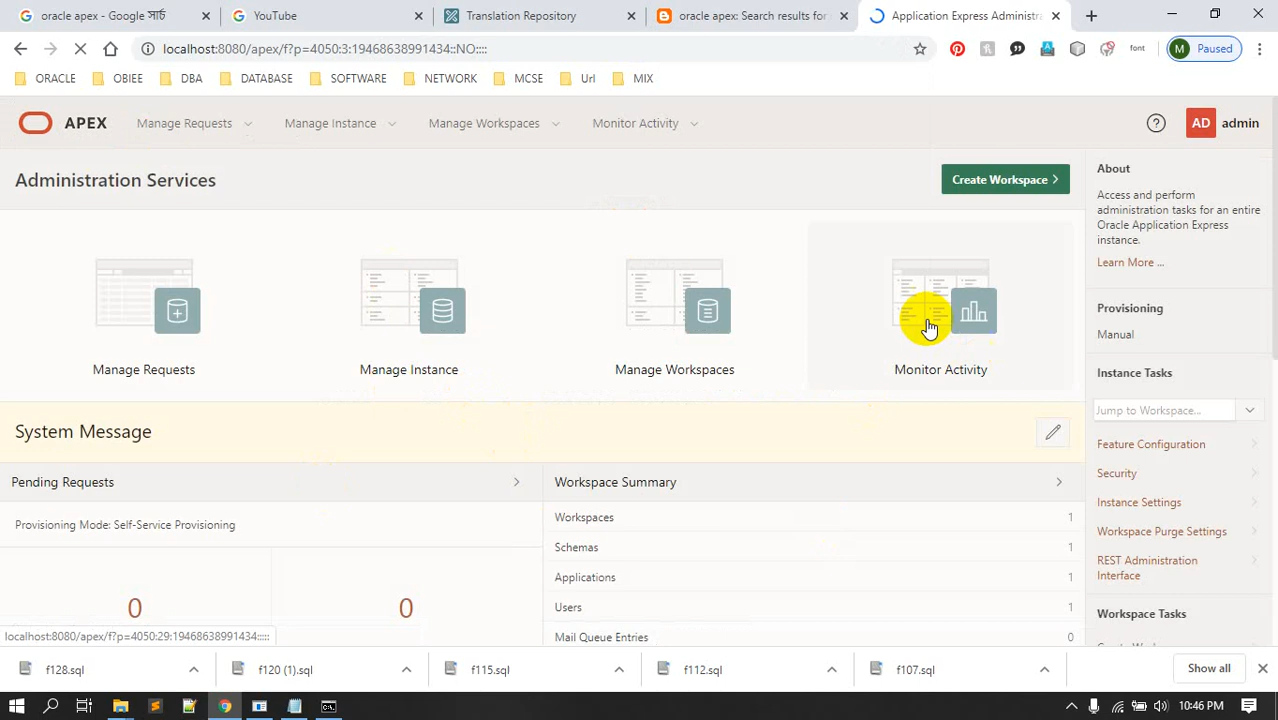 oracle apex - Google সার্চ
YouTube
Translation Repository
oracle apex: Search results for
Application Express Administra
localhost:8080/apex/f?p=4050:3:19468638991434::NO::::
font
M Paused
ORACLE
OBIEE
DBA
DATABASE
SOFTWARE
NETWORK
MCSE
Url
MIX
APEX
Manage Requests
Manage Instance
Manage Workspaces
Monitor Activity
AD admin
Administration Services
Create Workspace
Manage Requests
Manage Instance
Manage Workspaces
Monitor Activity
System Message
Pending Requests
Provisioning Mode: Self-Service Provisioning
0
0
Workspace Summary
Workspaces 1
Schemas 1
Applications 1
Users 1
Mail Queue Entries 0
About
Access and perform
administration tasks for an entire
Oracle Application Express
instance.
Learn More ...
Provisioning
Manual
Instance Tasks
Jump to Workspace...
Feature Configuration
Security
Instance Settings
Workspace Purge Settings
REST Administration
Interface
Workspace Tasks
localhost:8080/apex/f?p=4050:29:19468638991434:::::
f128.sql
f120 (1).sql
f115.sql
f112.sql
f107.sql
Show all
10:46 PM